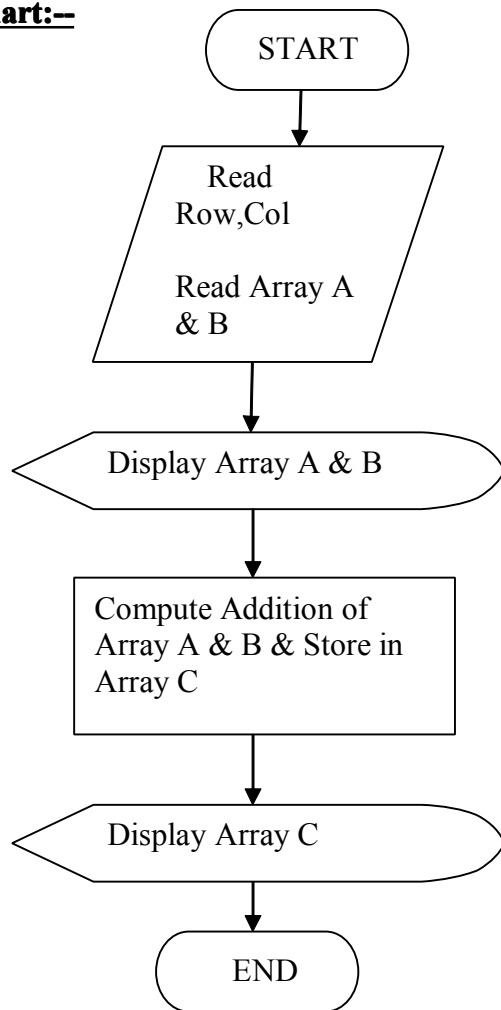 art:--
START
Read
Row,Col
Read Array A
& B
Display Array A & B
Compute Addition of
Array A & B & Store in
Array C
Display Array C
END